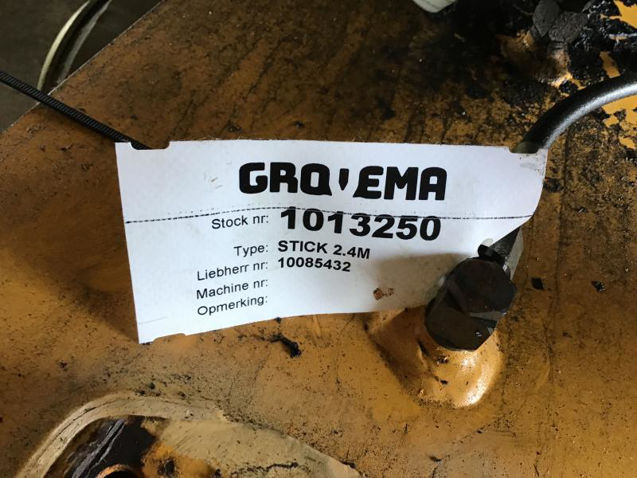 GROVEMA
Stock nr: 1013250
Type: STICK 2.4M
Liebherr nr: 10085432
Machine nr:
Opmerking: